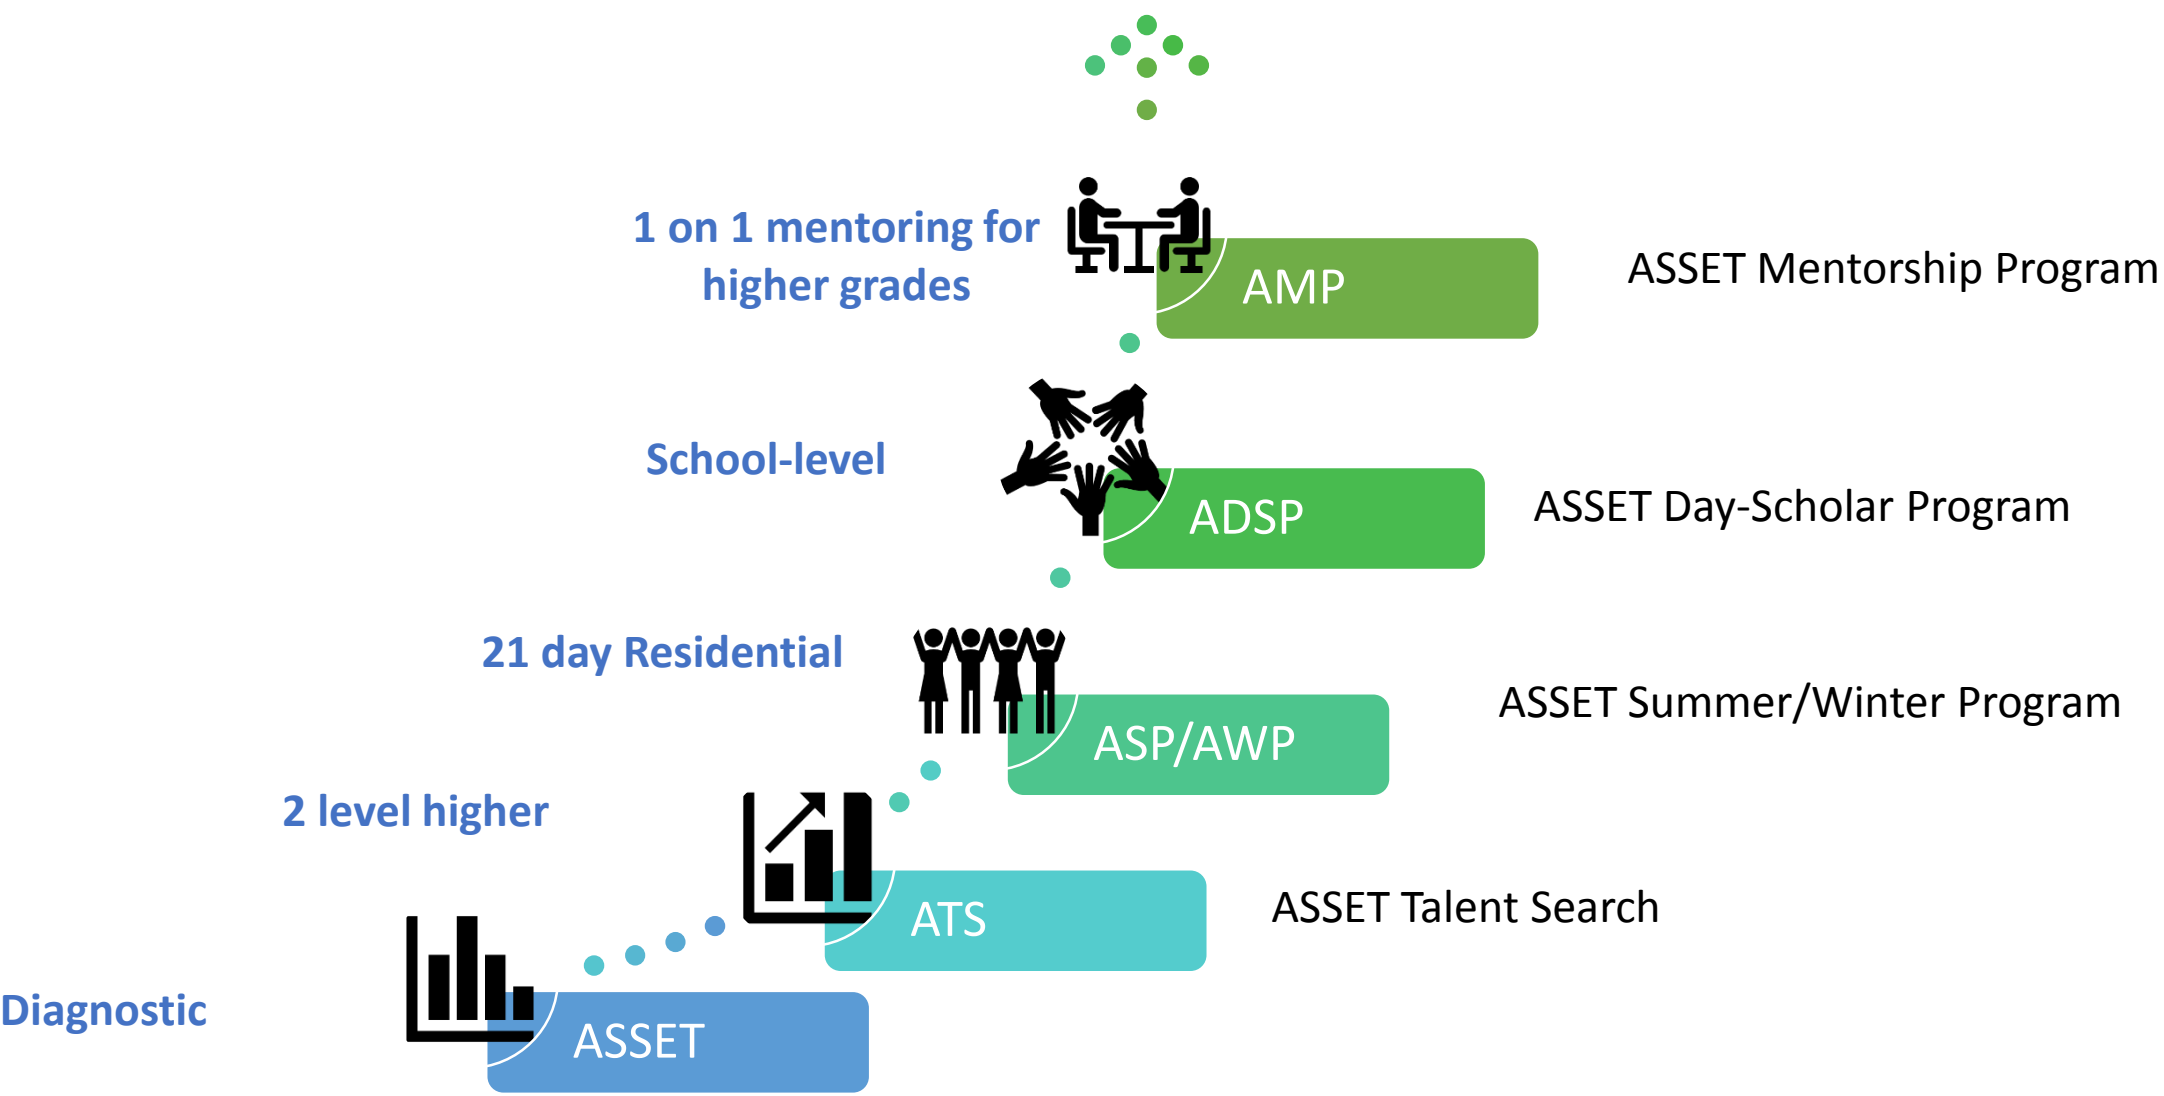 1 on 1 mentoring for
higher grades
AMP
ASSET Mentorship Program
School-level
ADSP
ASSET Day-Scholar Program
21 day Residential
ASP/AWP
ASSET Summer/Winter Program
2 level higher
ATS
ASSET Talent Search
Diagnostic
ASSET